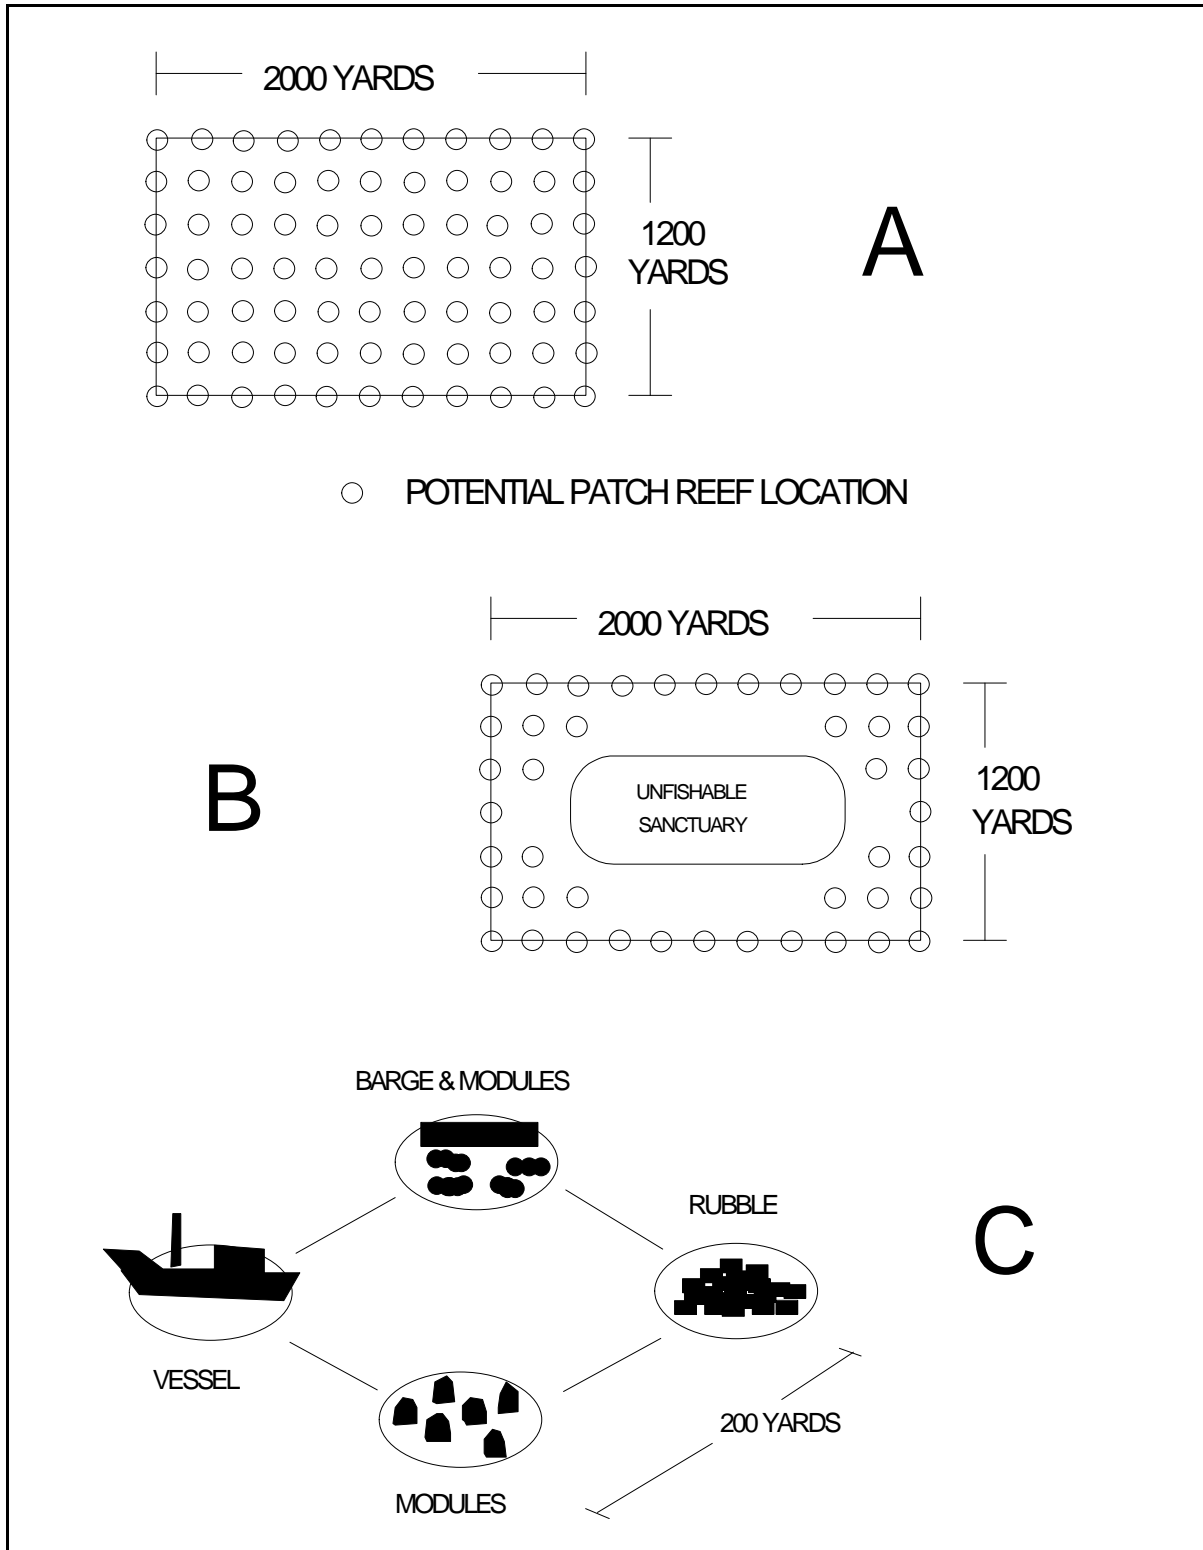 2000 YARDS
1200
YARDS
A
POTENTIAL PATCH REEF LOCATION
2000 YARDS
B
UNFISHABLE
SANCTUARY
1200
YARDS
BARGE & MODULES
RUBBLE
C
VESSEL
200 YARDS
MODULES